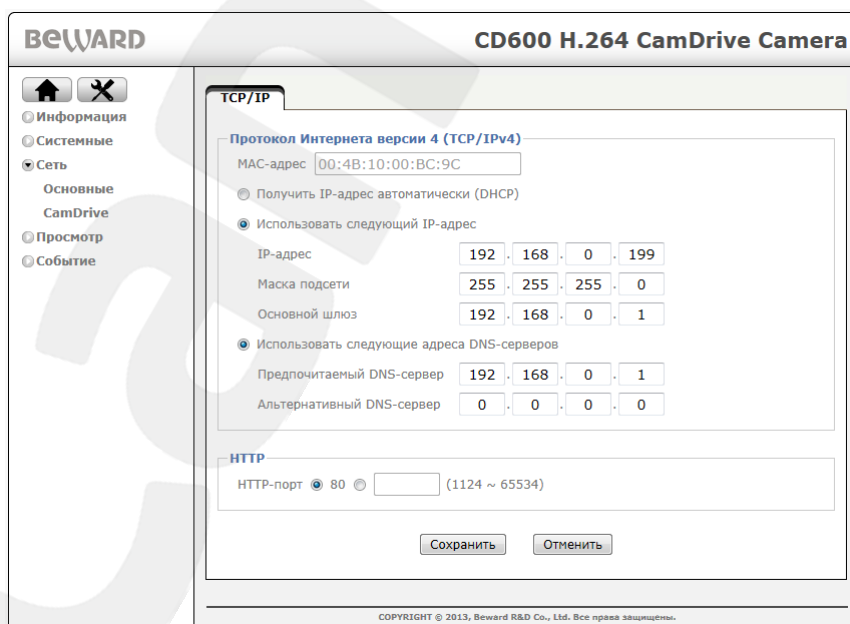 BEWARD
CD600 H.264 CamDrive Camera
Информация
Системные
Сеть
Основные
CamDrive
Просмотр
Событие
TCP/IP
Протокол Интернета версии 4 (TCP/IPv4)
MAC-адрес 00:4B:10:00:BC:9C
Получить IP-адрес автоматически (DHCP)
Использовать следующий IP-адрес
IP-адрес 192 . 168 . 0 . 199
Маска подсети 255 . 255 . 255 . 0
Основной шлюз 192 . 168 . 0 . 1
Использовать следующие адреса DNS-серверов
Предпочитаемый DNS-сервер 192 . 168 . 0 . 1
Альтернативный DNS-сервер 0 . 0 . 0 . 0
HTTP
HTTP-порт 80 (1124 ~ 65534)
Сохранить Отменить
COPYRIGHT © 2013, Beward R&D Co., Ltd. Все права защищены.